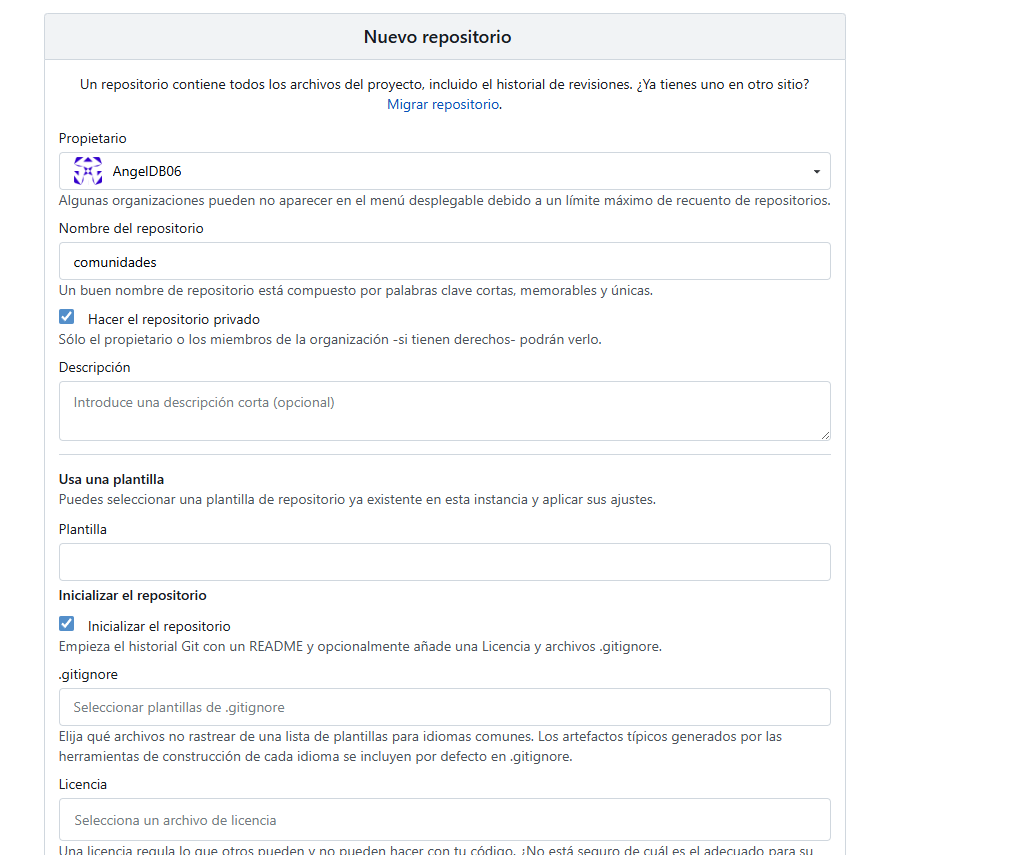 Nuevo repositorio
Un repositorio contiene todos los archivos del proyecto, incluido el historial de revisiones. ¿Ya tienes uno en otro sitio?
Migrar repositorio.
Propietario
AngelDB06
Algunas organizaciones pueden no aparecer en el menú desplegable debido a un límite máximo de recuento de repositorios.
Nombre del repositorio
comunidades
Un buen nombre de repositorio está compuesto por palabras clave cortas, memorables y únicas.
Hacer el repositorio privado
Sólo el propietario o los miembros de la organización -si tienen derechos- podrán verlo.
Descripción
Introduce una descripción corta (opcional)
Usa una plantilla
Puedes seleccionar una plantilla de repositorio ya existente en esta instancia y aplicar sus ajustes.
Plantilla
Inicializar el repositorio
Inicializar el repositorio
Empieza el historial Git con un README y opcionalmente añade una Licencia y archivos .gitignore.
.gitignore
Seleccionar plantillas de .gitignore
Elija qué archivos no rastrear de una lista de plantillas para idiomas comunes. Los artefactos típicos generados por las
herramientas de construcción de cada idioma se incluyen por defecto en .gitignore.
Licencia
Selecciona un archivo de licencia
Una licencia regula lo que otros pueden y no pueden hacer con tu código. ¿No está seguro de cuál es el adecuado para su